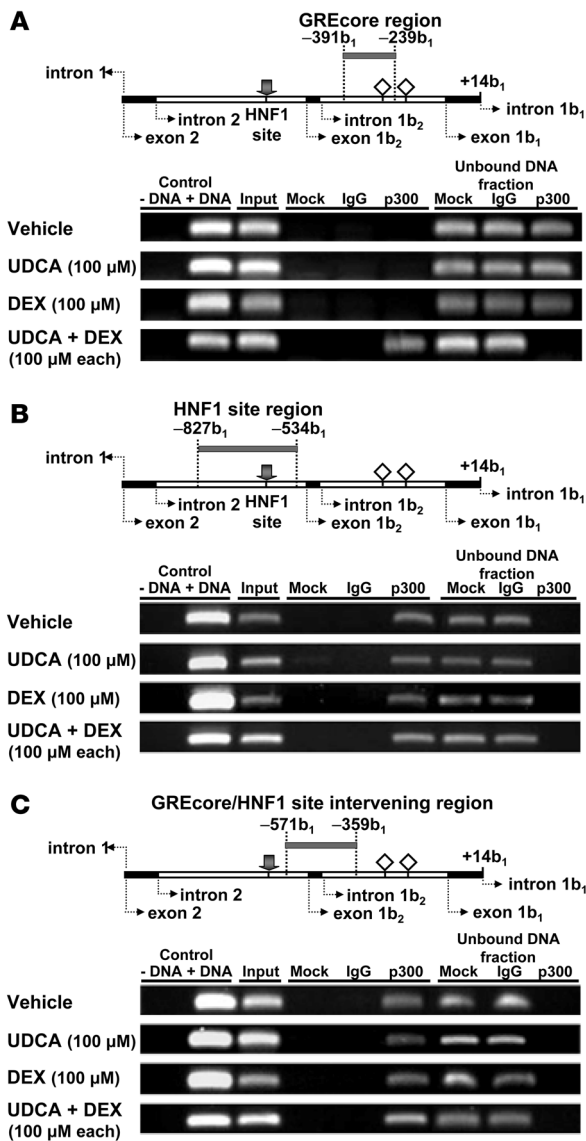 A
GREcore region
–391b1 –239b1
intron 1 +14b1
intron 2 HNF1 site intron 1b2 intron 1b1
exon 2 exon 1b2 exon 1b1
Control Unbound DNA fraction
- DNA + DNA Input Mock IgG p300 Mock IgG p300
Vehicle
UDCA (100 µM)
DEX (100 µM)
UDCA + DEX
(100 µM each)
B
HNF1 site region
–827b1 –534b1
intron 1 +14b1
intron 2 HNF1 site intron 1b2 intron 1b1
exon 2 exon 1b2 exon 1b1
Control Unbound DNA fraction
- DNA + DNA Input Mock IgG p300 Mock IgG p300
Vehicle
UDCA (100 µM)
DEX (100 µM)
UDCA + DEX
(100 µM each)
C
GREcore/HNF1 site intervening region
–571b1 –359b1
intron 1 +14b1
intron 2 intron 1b2 intron 1b1
exon 2 exon 1b2 exon 1b1
Control Unbound DNA fraction
- DNA + DNA Input Mock IgG p300 Mock IgG p300
Vehicle
UDCA (100 µM)
DEX (100 µM)
UDCA + DEX
(100 µM each)